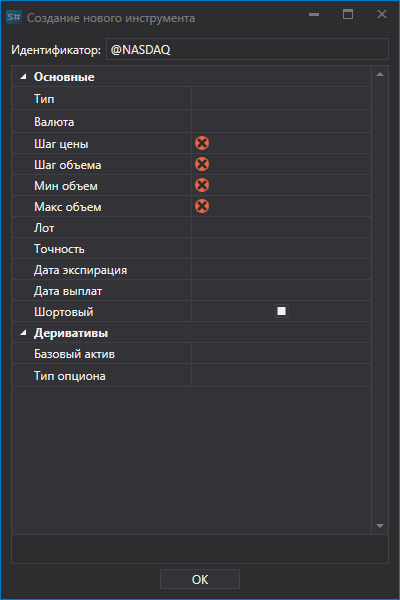 S# Создание нового инструмента
Идентификатор: @NASDAQ
Основные
Тип
Валюта
Шаг цены
Шаг объема
Мин объем
Макс объем
Лот
Точность
Дата экспирация
Дата выплат
Шортовый
Деривативы
Базовый актив
Тип опциона
OK